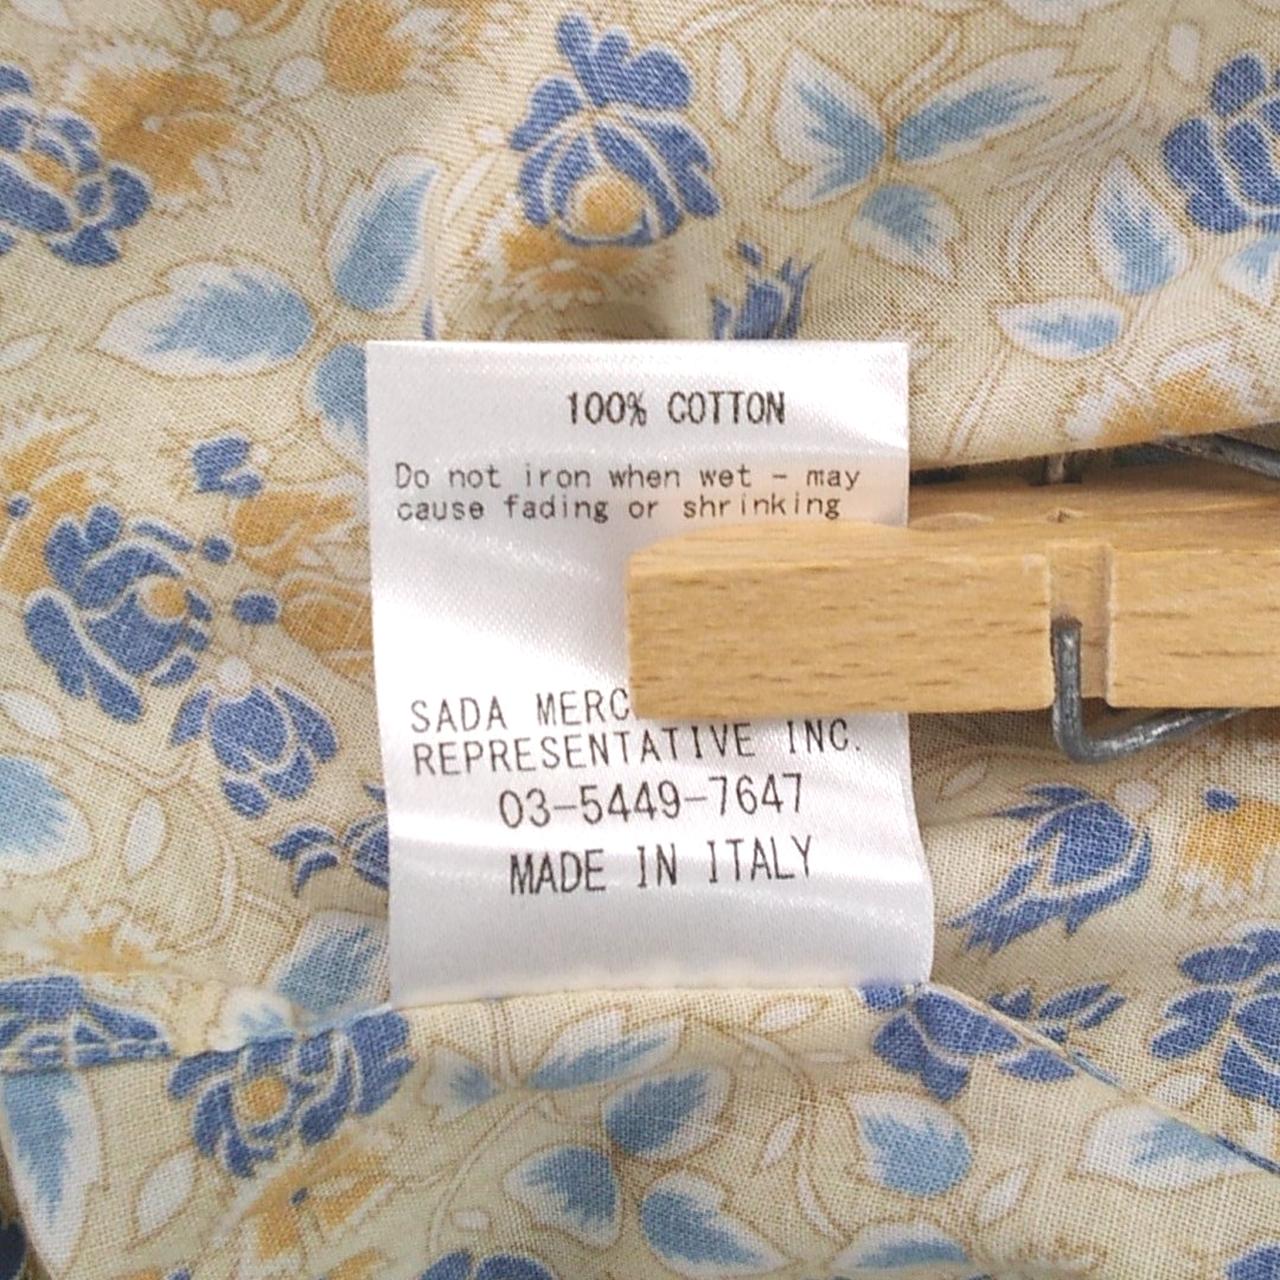 100% COTTON
Do not iron when wet - may
cause fading or shrinking
SADA
REPRESENTATIVE INC.
03-5449-7647
MADE IN ITALY